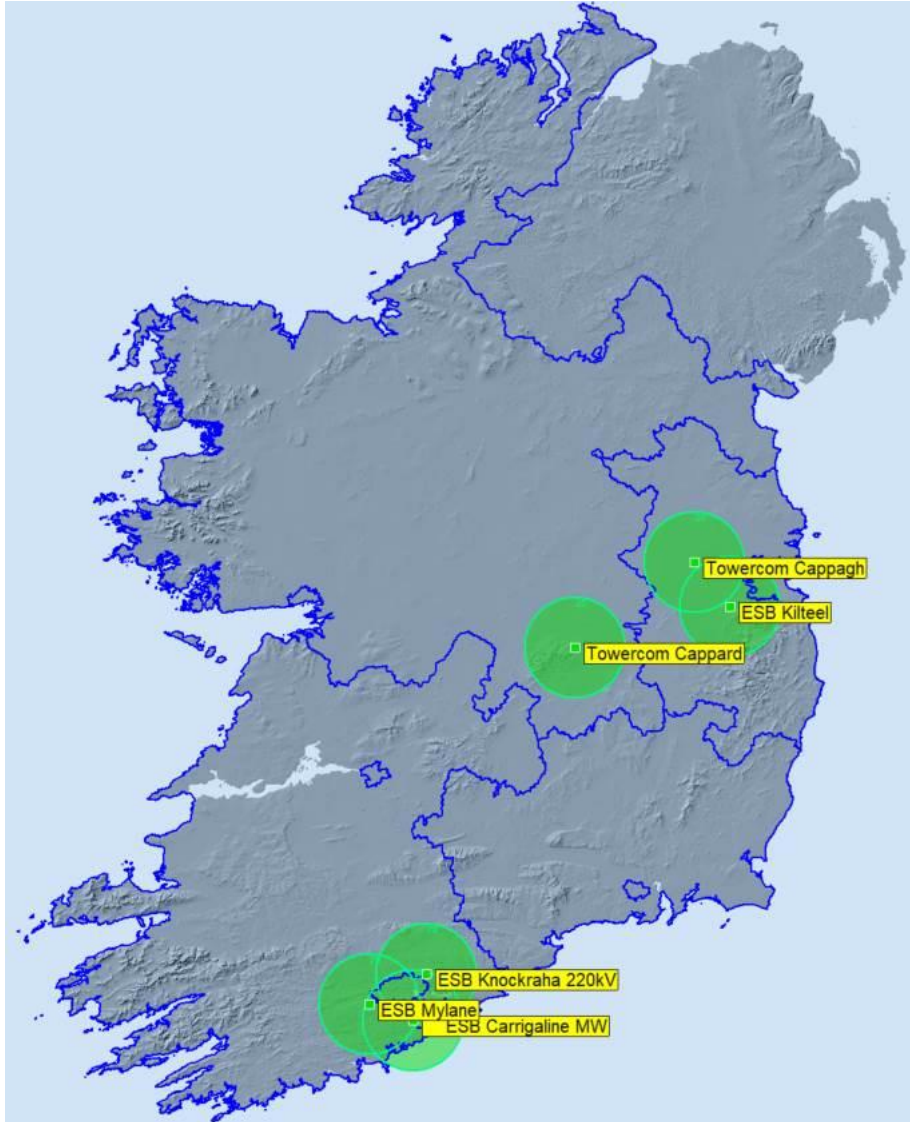 Towercom Cappagh
ESB Kilteel
Towercom Cappard
ESB Knockraha 220kV
ESB Mylane
ESB Carrigaline MW